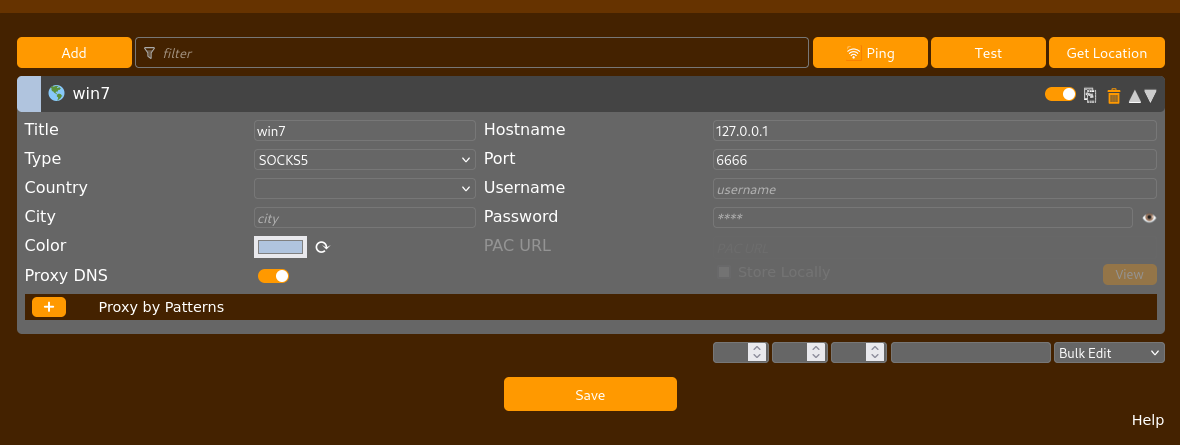 Add filter Ping Test Get Location
win7
Title win7 Hostname 127.0.0.1
Type SOCKS5 Port 6666
Country Username username
City city Password ****
Color PAC URL PAC URL
Store Locally
Proxy DNS View
+ Proxy by Patterns
Bulk Edit
Save
Help